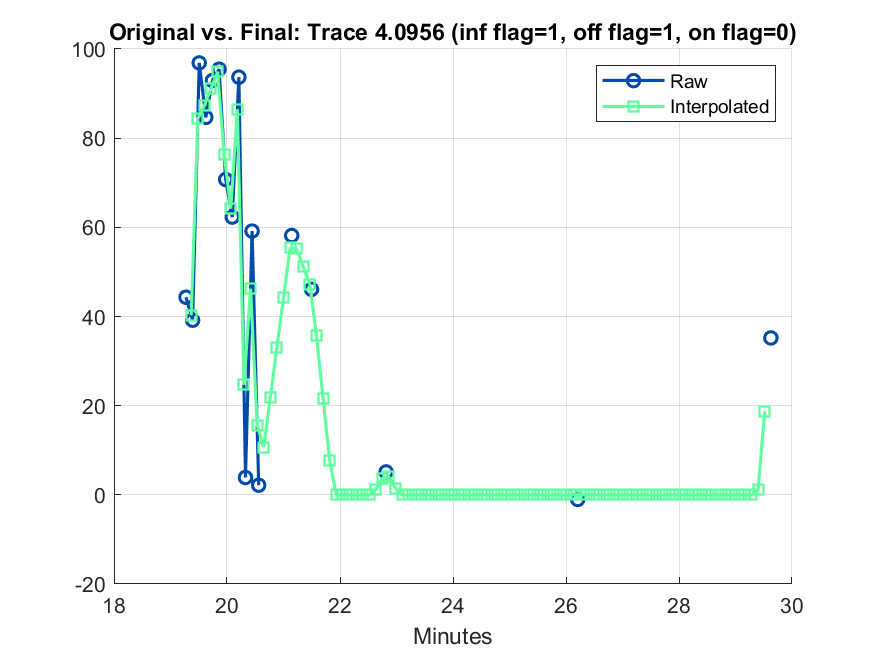 Original vs. Final: Trace 4.0956 (inf flag=1, off flag=1, on flag=0)
100
80
60
40
20
0
-20
Raw
Interpolated
18 20 22 24 26 28 30
Minutes